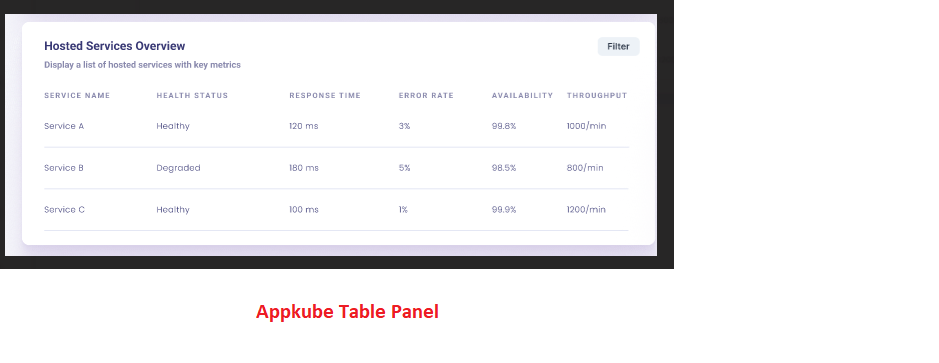 Hosted Services Overview
Filter
Display a list of hosted services with key metrics
SERVICE NAME HEALTH STATUS RESPONSE TIME ERROR RATE AVAILABILITY THROUGHPUT
Service A Healthy 120 ms 3% 99.8% 1000/min
Service B Degraded 180 ms 5% 98.5% 800/min
Service C Healthy 100 ms 1% 99.9% 1200/min
Appkube Table Panel